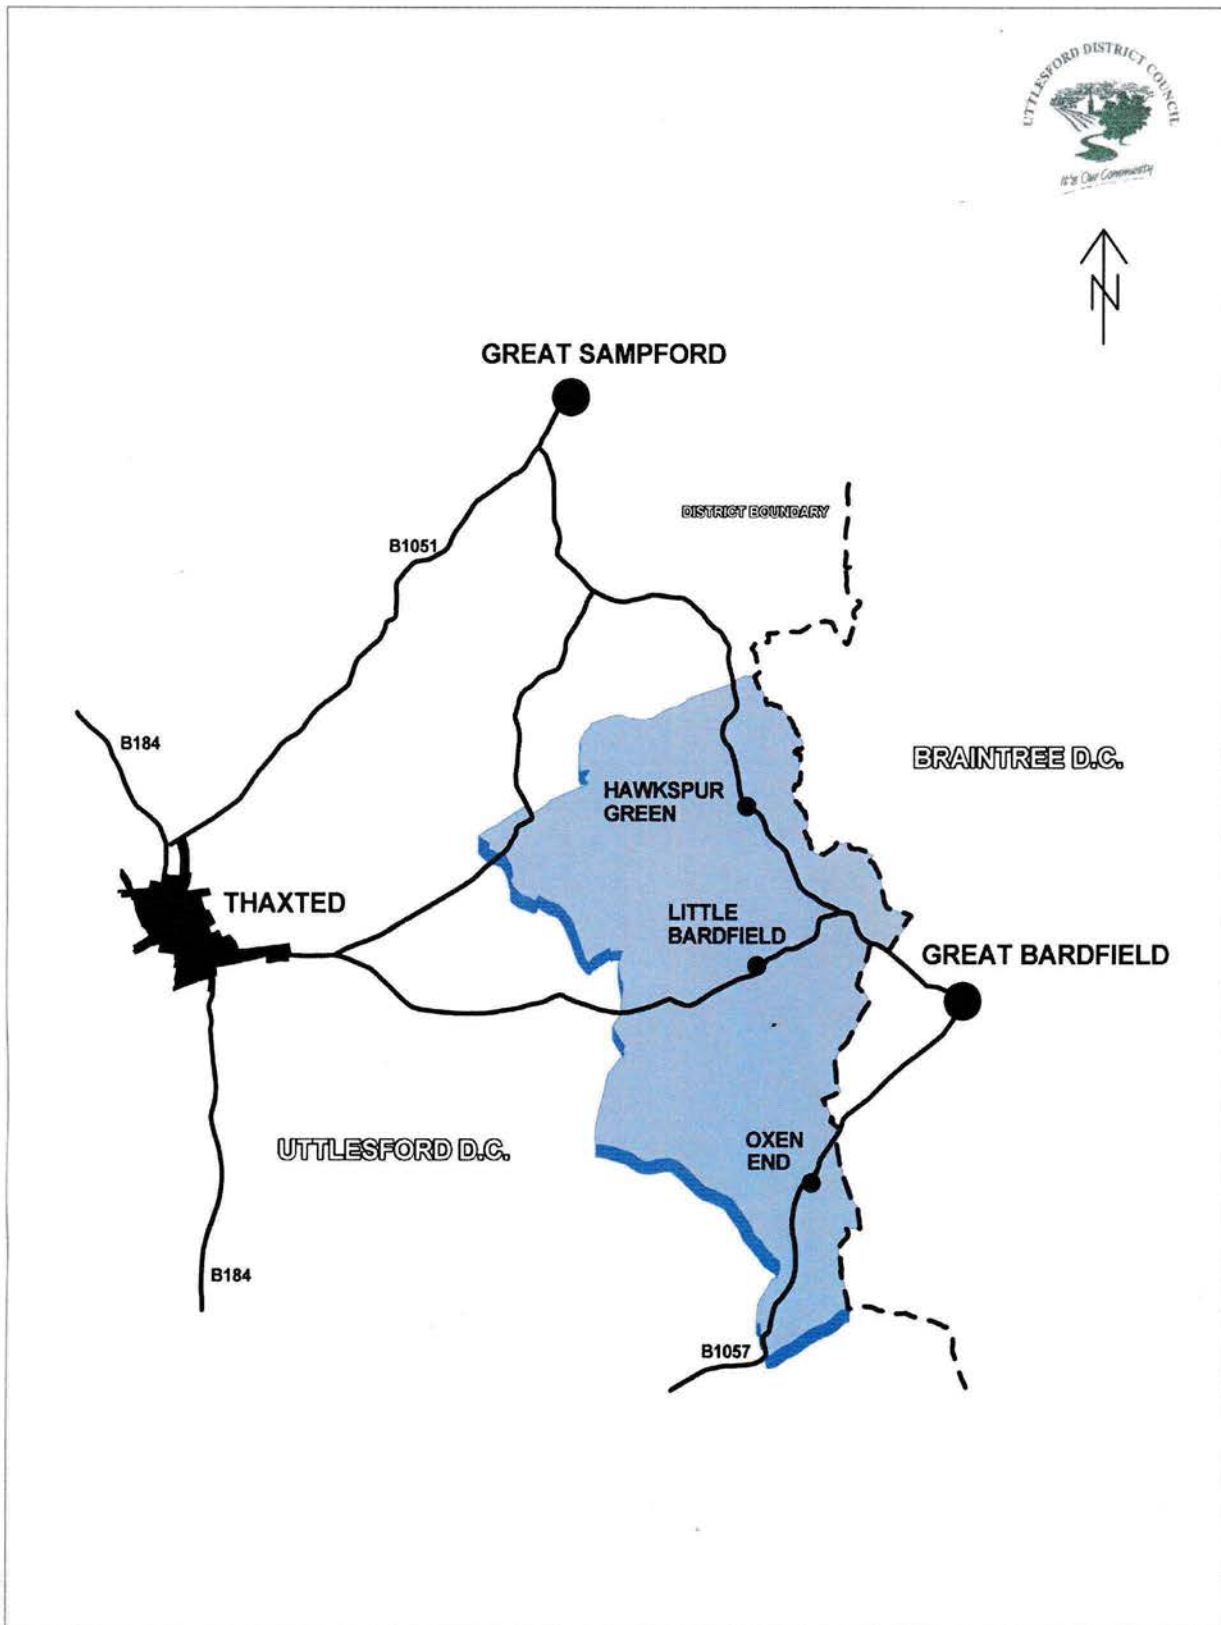 UTTLESFORD DISTRICT COUNCIL
It's Our Community
N
GREAT SAMPFORD
DISTRICT BOUNDARY
B1051
B184
BRAINTREE D.C.
HAWKSPUR
GREEN
THAXTED
LITTLE
BARDFIELD
GREAT BARDFIELD
OXEN
END
UTTLESFORD D.C.
B184
B1057